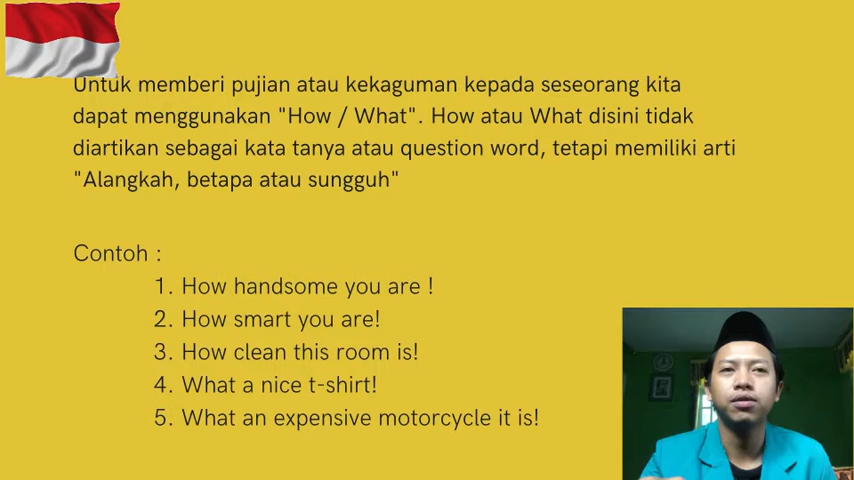 Untuk memberi pujian atau kekaguman kepada seseorang kita
dapat menggunakan "How / What". How atau What disini tidak
diartikan sebagai kata tanya atau question word, tetapi memiliki arti
"Alangkah, betapa atau sungguh"
Contoh :
1. How handsome you are !
2. How smart you are!
3. How clean this room is!
4. What a nice t-shirt!
5. What an expensive motorcycle it is!